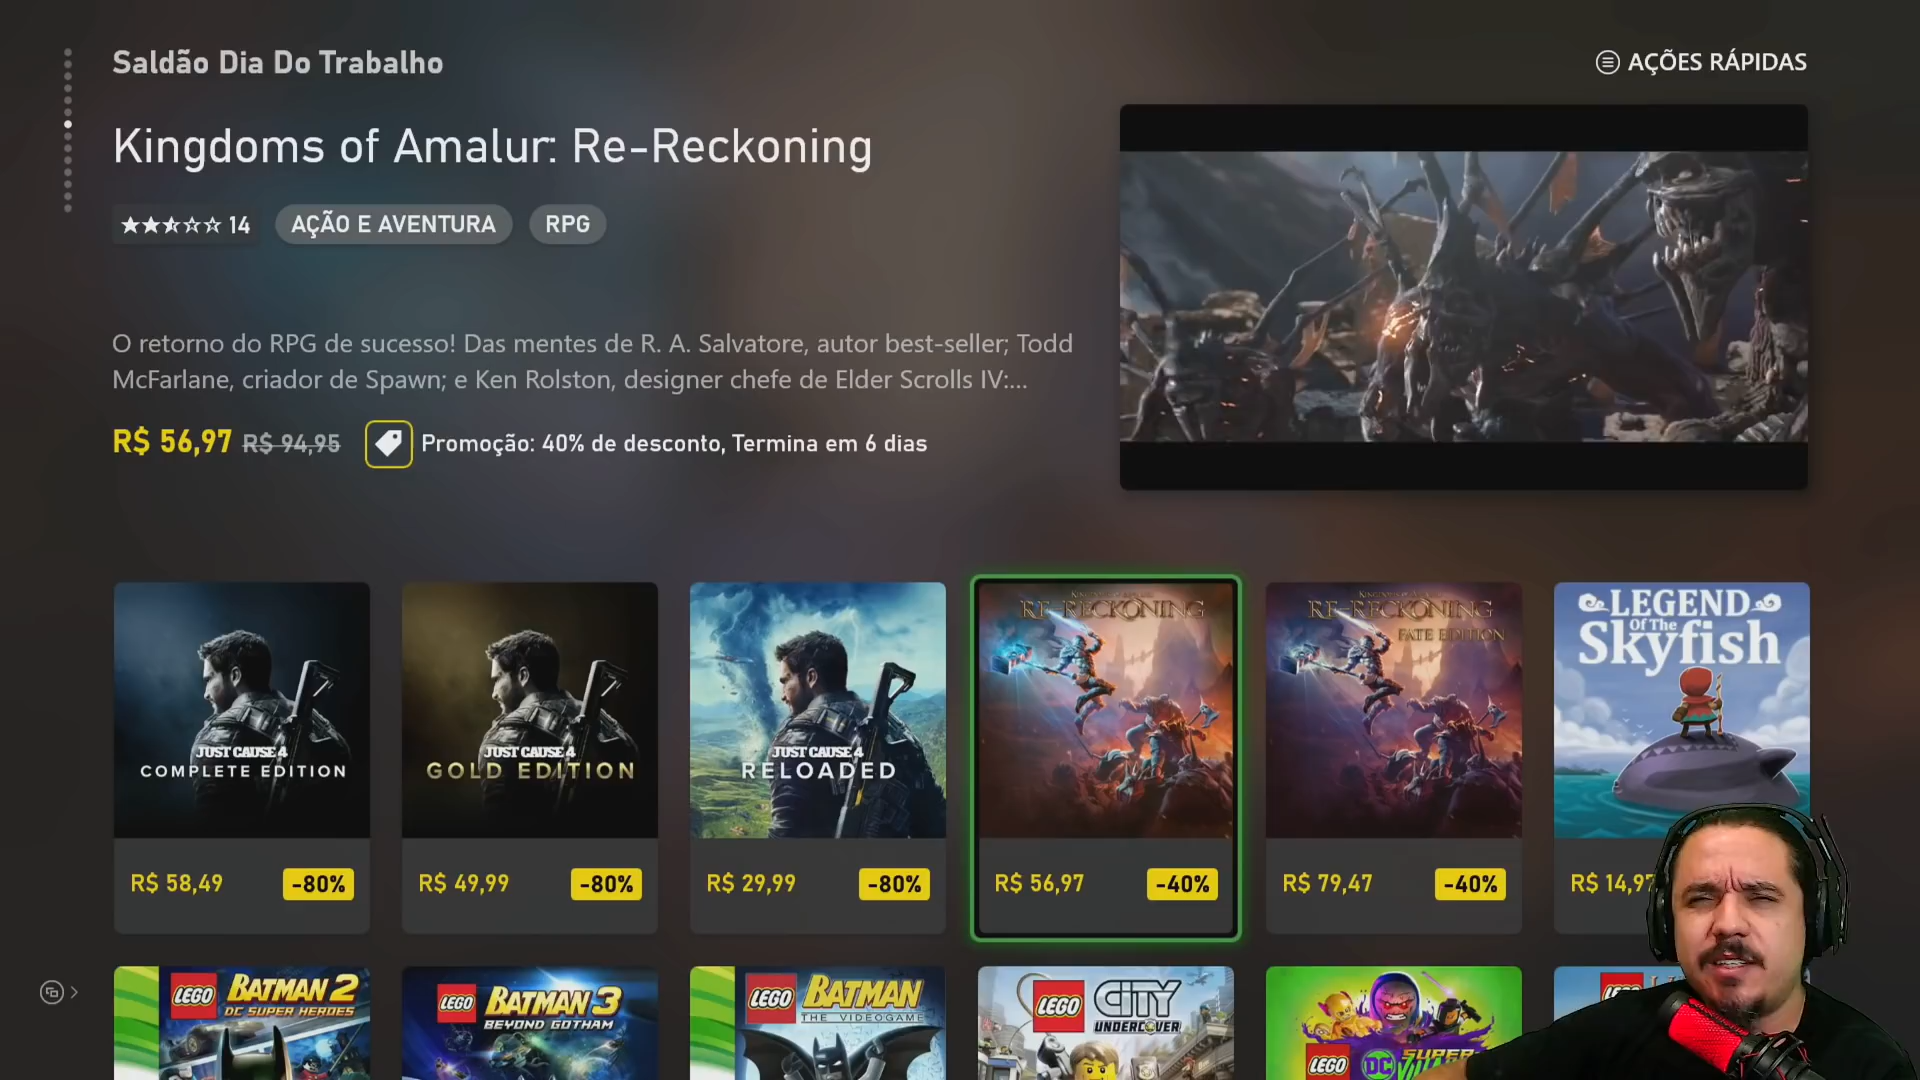 Saldão Dia Do Trabalho
AÇÕES RÁPIDAS
Kingdoms of Amalur: Re-Reckoning
14
AÇÃO E AVENTURA
RPG
O retorno do RPG de sucesso! Das mentes de R. A. Salvatore, autor best-seller; Todd
McFarlane, criador de Spawn; e Ken Rolston, designer chefe de Elder Scrolls IV:...
R$ 56,97 R$ 94,95 Promoção: 40% de desconto, Termina em 6 dias
JUST CAUSE 4
COMPLETE EDITION
R$ 58,49 -80%
JUST CAUSE 4
GOLD EDITION
R$ 49,99 -80%
JUST CAUSE 4
RELOADED
R$ 29,99 -80%
RE-RECKONING
R$ 56,97 -40%
RE-RECKONING
FATE EDITION
R$ 79,47 -40%
LEGEND
Of The
Skyfish
R$ 14,97
LEGO BATMAN 2
DC SUPER HEROES
LEGO BATMAN 3
BEYOND GOTHAM
LEGO BATMAN
THE VIDEOGAME
LEGO CITY
UNDERCOVER
LEGO DC SUPER